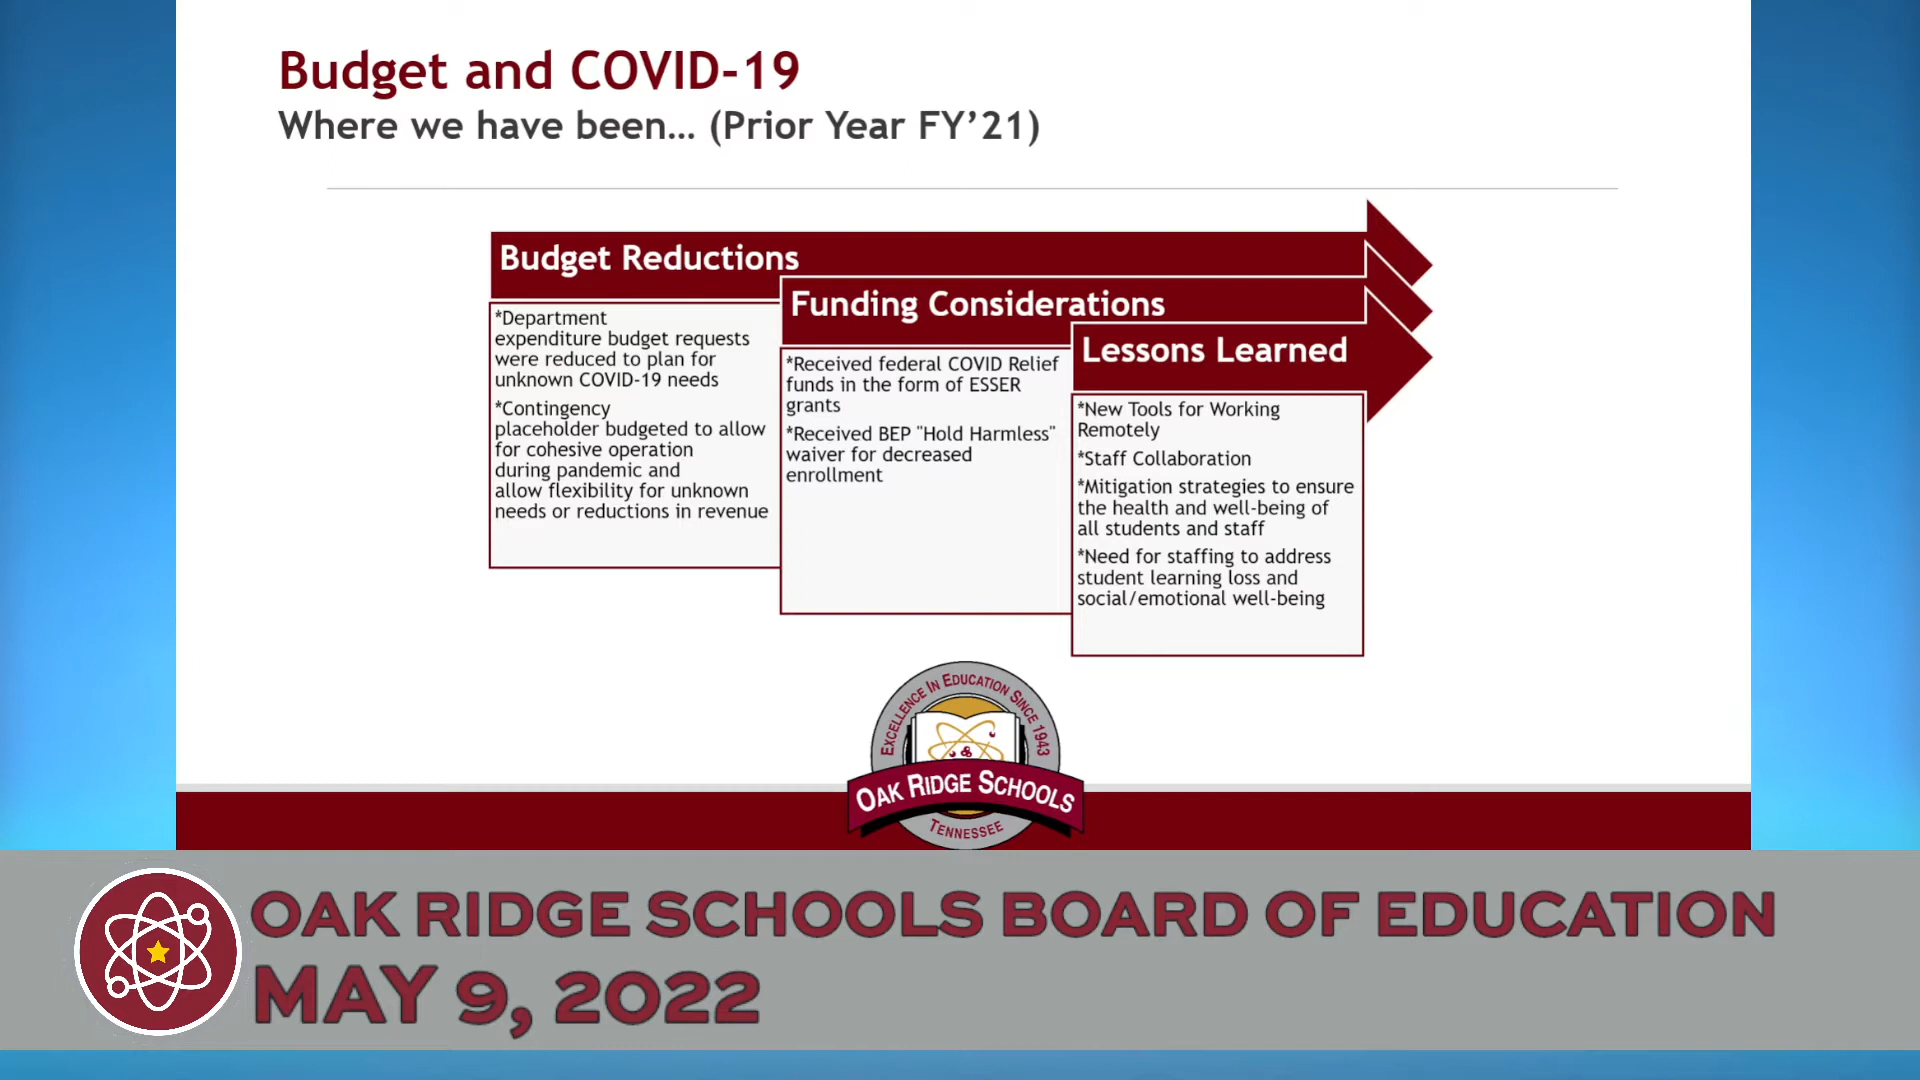 Budget and COVID-19
Where we have been... (Prior Year FY’21)
Budget Reductions
*Department
expenditure budget requests
were reduced to plan for
unknown COVID-19 needs
*Contingency
placeholder budgeted to allow
for cohesive operation
during pandemic and
allow flexibility for unknown
needs or reductions in revenue
Funding Considerations
*Received federal COVID Relief
funds in the form of ESSER
grants
*Received BEP "Hold Harmless"
waiver for decreased
enrollment
Lessons Learned
*New Tools for Working
Remotely
*Staff Collaboration
*Mitigation strategies to ensure
the health and well-being of
all students and staff
*Need for staffing to address
student learning loss and
social/emotional well-being
EXCELLENCE IN EDUCATION SINCE 1943
OAK RIDGE SCHOOLS
TENNESSEE
OAK RIDGE SCHOOLS BOARD OF EDUCATION
MAY 9, 2022